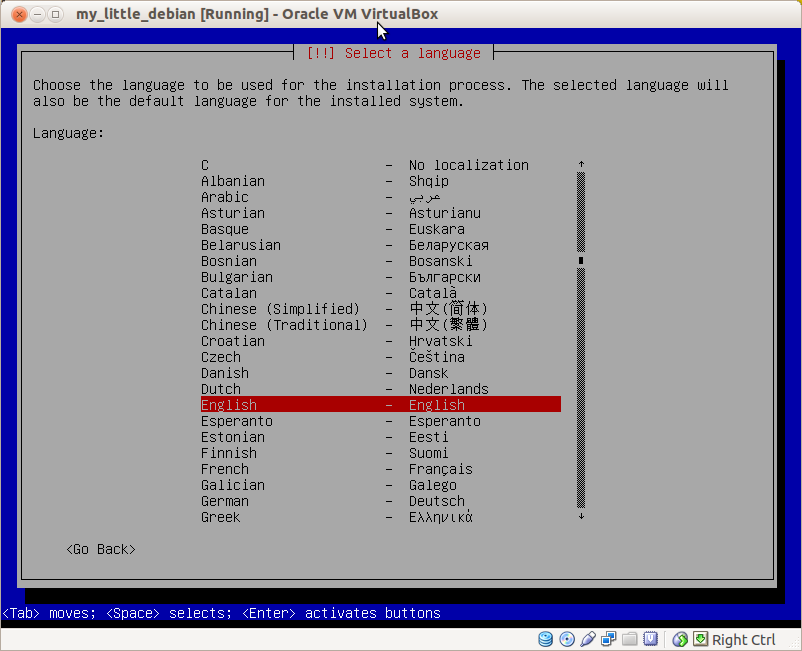 my_little_debian [Running] - Oracle VM VirtualBox
[!!] Select a language
Choose the language to be used for the installation process. The selected language will
also be the default language for the installed system.
Language:
C - No localization ↑
Albanian - Shqip
Arabic - عربي
Asturian - Asturianu
Basque - Euskara
Belarusian - Беларуская
Bosnian - Bosanski
Bulgarian - Български
Catalan - Català
Chinese (Simplified) - 中文(简体)
Chinese (Traditional) - 中文(繁體)
Croatian - Hrvatski
Czech - Čeština
Danish - Dansk
Dutch - Nederlands
English - English
Esperanto - Esperanto
Estonian - Eesti
Finnish - Suomi
French - Français
Galician - Galego
German - Deutsch
Greek - Ελληνικά ↓
<Go Back>
<Tab> moves; <Space> selects; <Enter> activates buttons
Right Ctrl